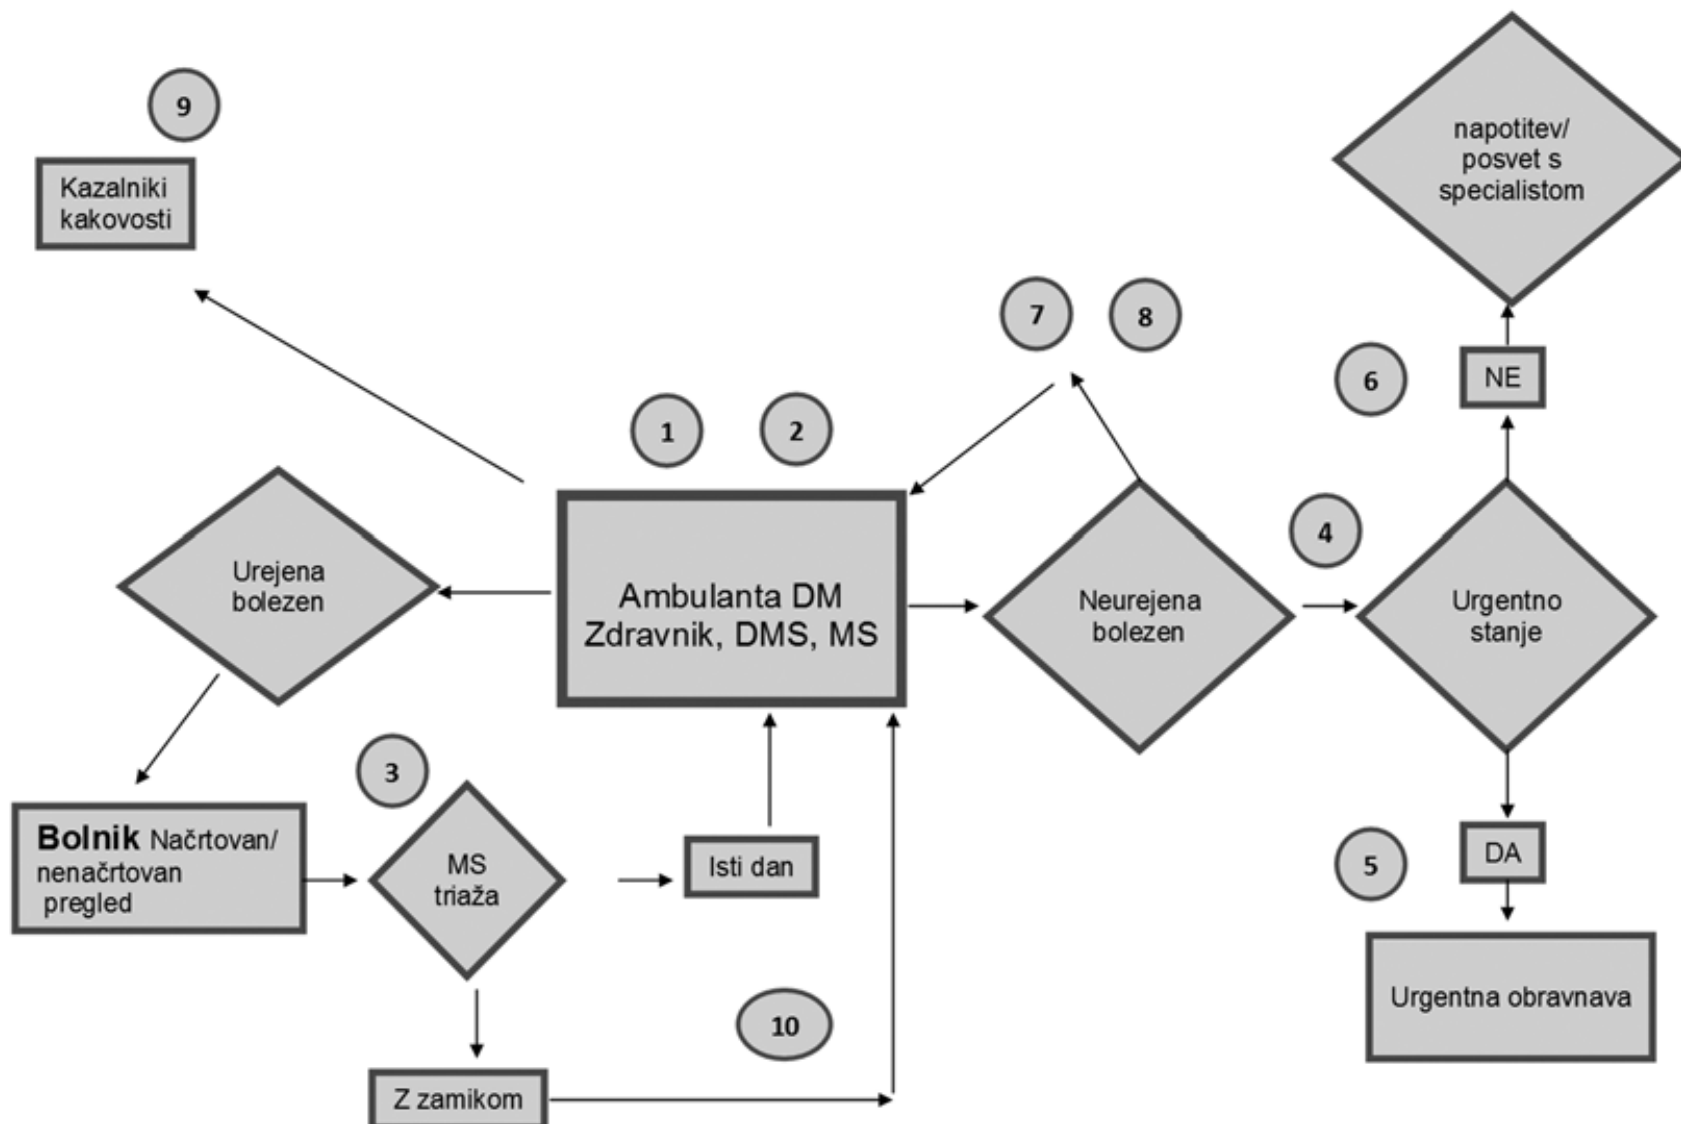 9
Kazalniki
kakovosti
napotitev/
posvet s
specialistom
7
8
6
NE
1
2
4
Urejena
bolezen
Ambulanta DM
Zdravnik, DMS, MS
Neurejena
bolezen
Urgentno
stanje
3
Bolnik Načrtovan/
nenačrtovan
pregled
MS
triaža
Isti dan
5
DA
10
Urgentna obravnava
Z zamikom